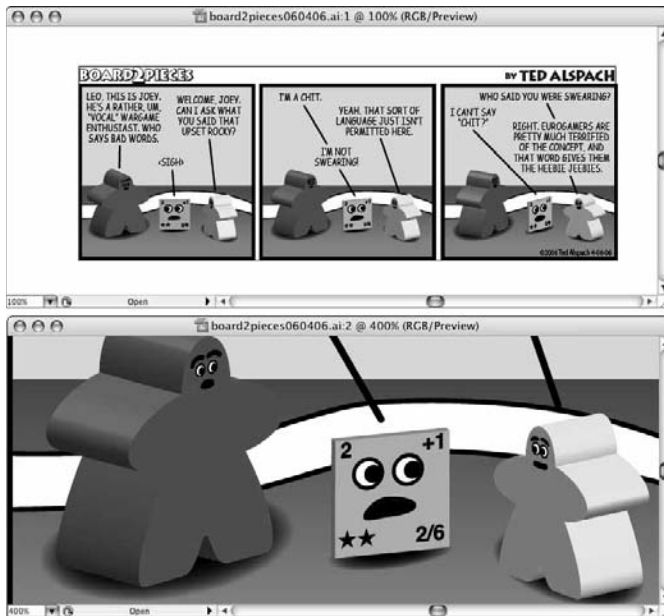 board2pieces060406.ai:1 @ 100% (RGB/Preview)
BOARD2PIECES
BY TED ALSPACH
LEO, THIS IS JOEY.
HE'S A RATHER, UM,
"VOCAL" WARGAME
ENTHUSIAST. WHO
SAYS BAD WORDS.
WELCOME, JOEY.
CAN I ASK WHAT
YOU SAID THAT
UPSET ROCKY?
<SIGH>
I'M A CHIT.
YEAH, THAT SORT OF
LANGUAGE JUST ISN'T
PERMITTED HERE.
I'M NOT
SWEARING!
WHO SAID YOU WERE SWEARING?
I CAN'T SAY
"CHIT?"
RIGHT. EUROGAMERS ARE
PRETTY MUCH TERRIFIED
OF THE CONCEPT, AND
THAT WORD GIVES THEM
THE HEEBIE JEEBIES.
©2006 Ted Alspach 4-06-06
100%
Open
board2pieces060406.ai:2 @ 400% (RGB/Preview)
2 +1
2/6
400%
Open